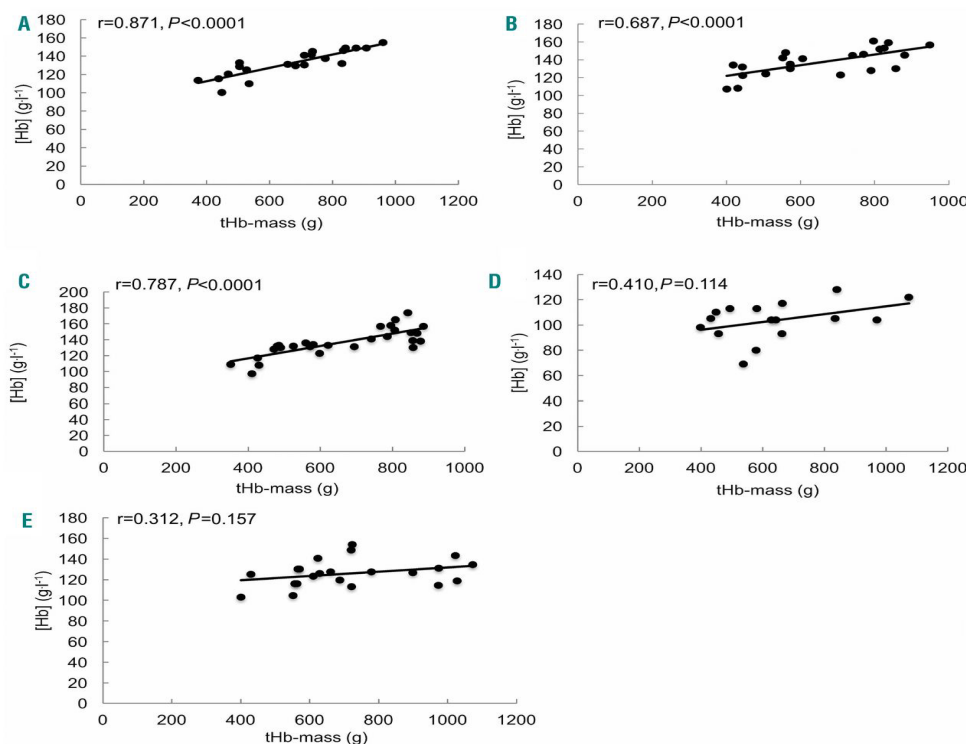 A
r=0.871, P<0.0001
[Hb] (g·l⁻¹)
180
160
140
120
100
80
60
40
20
0
0 200 400 600 800 1000 1200
tHb-mass (g)
B
r=0.687, P<0.0001
[Hb] (g·l⁻¹)
180
160
140
120
100
80
60
40
20
0
0 200 400 600 800 1000
tHb-mass (g)
C
r=0.787, P<0.0001
[Hb] (g·l⁻¹)
200
180
160
140
120
100
80
60
40
20
0
0 200 400 600 800 1000
tHb-mass (g)
D
r=0.410, P=0.114
[Hb] (g·l⁻¹)
140
120
100
80
60
40
20
0
0 200 400 600 800 1000 1200
tHb-mass (g)
E
r=0.312, P=0.157
[Hb] (g·l⁻¹)
180
160
140
120
100
80
60
40
20
0
0 200 400 600 800 1000 1200
tHb-mass (g)